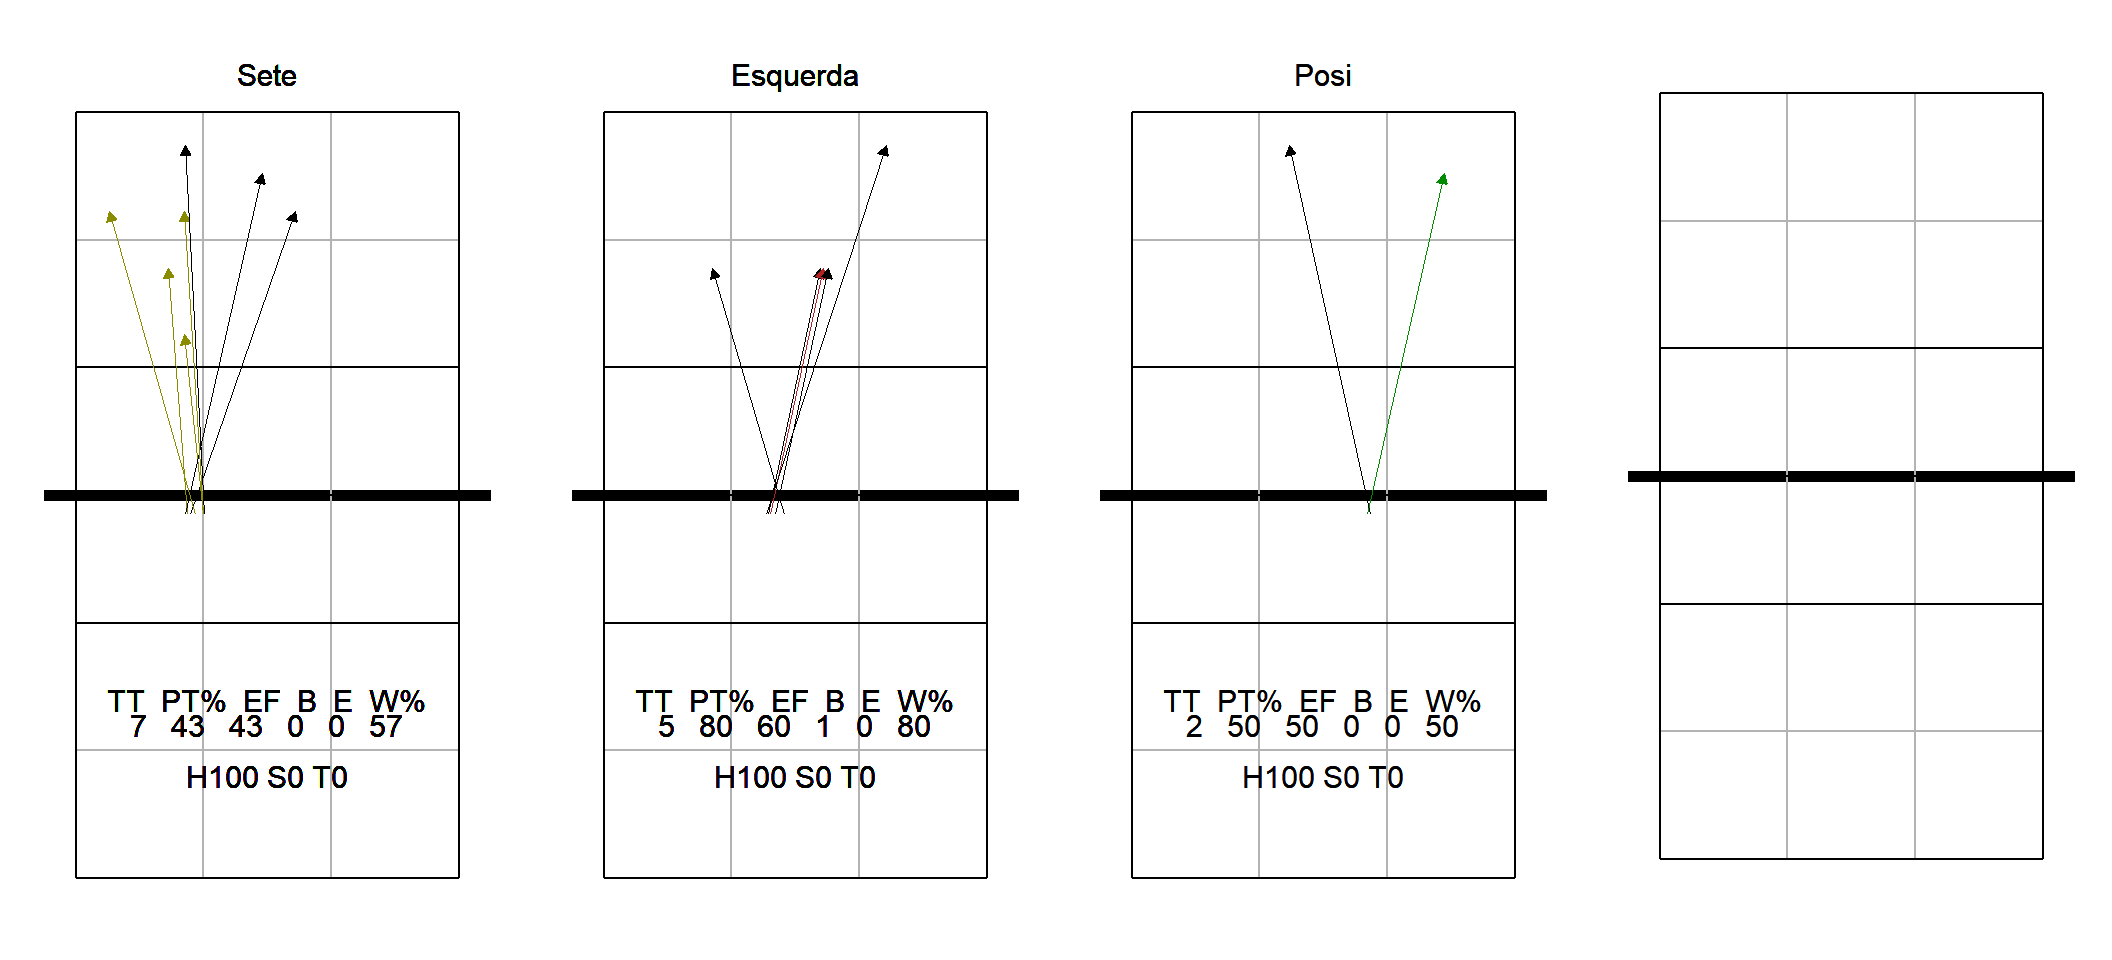 Sete
TT PT% EF B E W%
7 43 43 0 0 57
H100 S0 T0
Esquerda
TT PT% EF B E W%
5 80 60 1 0 80
H100 S0 T0
Posi
TT PT% EF B E W%
2 50 50 0 0 50
H100 S0 T0